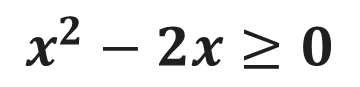 x² − 2x ≥ 0